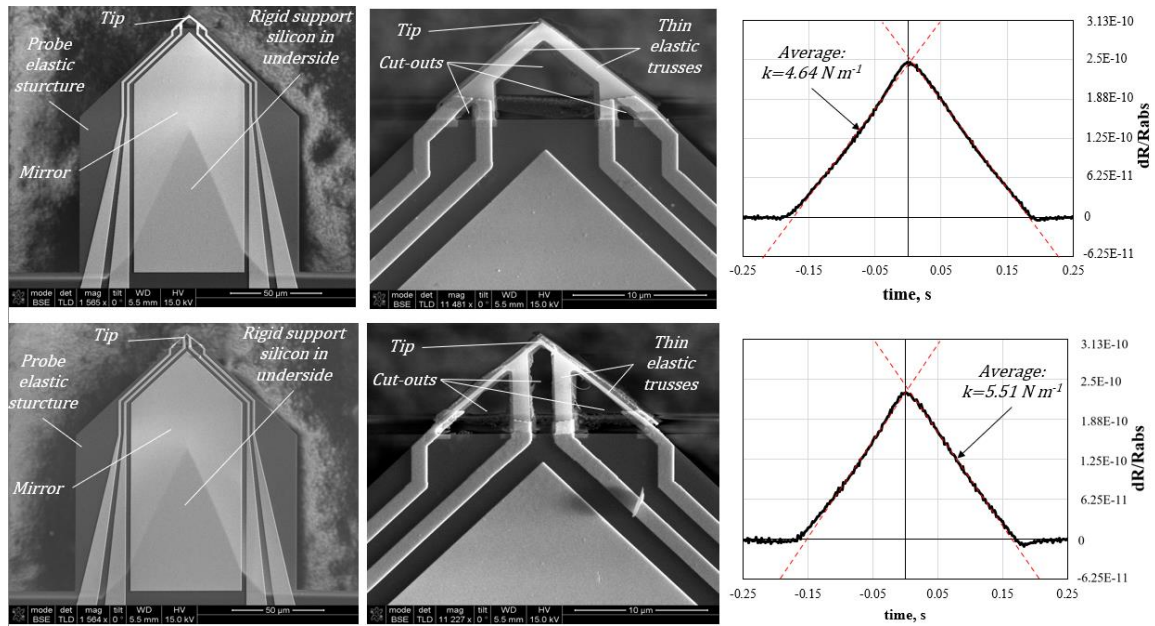 Tip
Rigid support
silicon in
underside
Probe
elastic
sturcture
Mirror
mode det mag tilt WD HV
BSE TLD 1 565 x 0 ° 5.5 mm 15.0 kV
50 µm
Tip
Thin
elastic
trusses
Cut-outs
mode det mag tilt WD HV
BSE TLD 11 481 x 0 ° 5.5 mm 15.0 kV
10 µm
Average:
k=4.64 N m-1
3.13E-10
2.5E-10
1.88E-10
1.25E-10
6.25E-11
0
-6.25E-11
dR/Rabs
-0.25 -0.15 -0.05 0.05 0.15 0.25
time, s
Tip
Rigid support
silicon in
underside
Probe
elastic
sturcture
Mirror
mode det mag tilt WD HV
BSE TLD 1 564 x 0 ° 5.5 mm 15.0 kV
50 µm
Tip
Thin
elastic
trusses
Cut-outs
mode det mag tilt WD HV
BSE TLD 11 227 x 0 ° 5.5 mm 15.0 kV
10 µm
Average:
k=5.51 N m-1
3.13E-10
2.5E-10
1.88E-10
1.25E-10
6.25E-11
0
-6.25E-11
dR/Rabs
-0.25 -0.15 -0.05 0.05 0.15 0.25
time, s